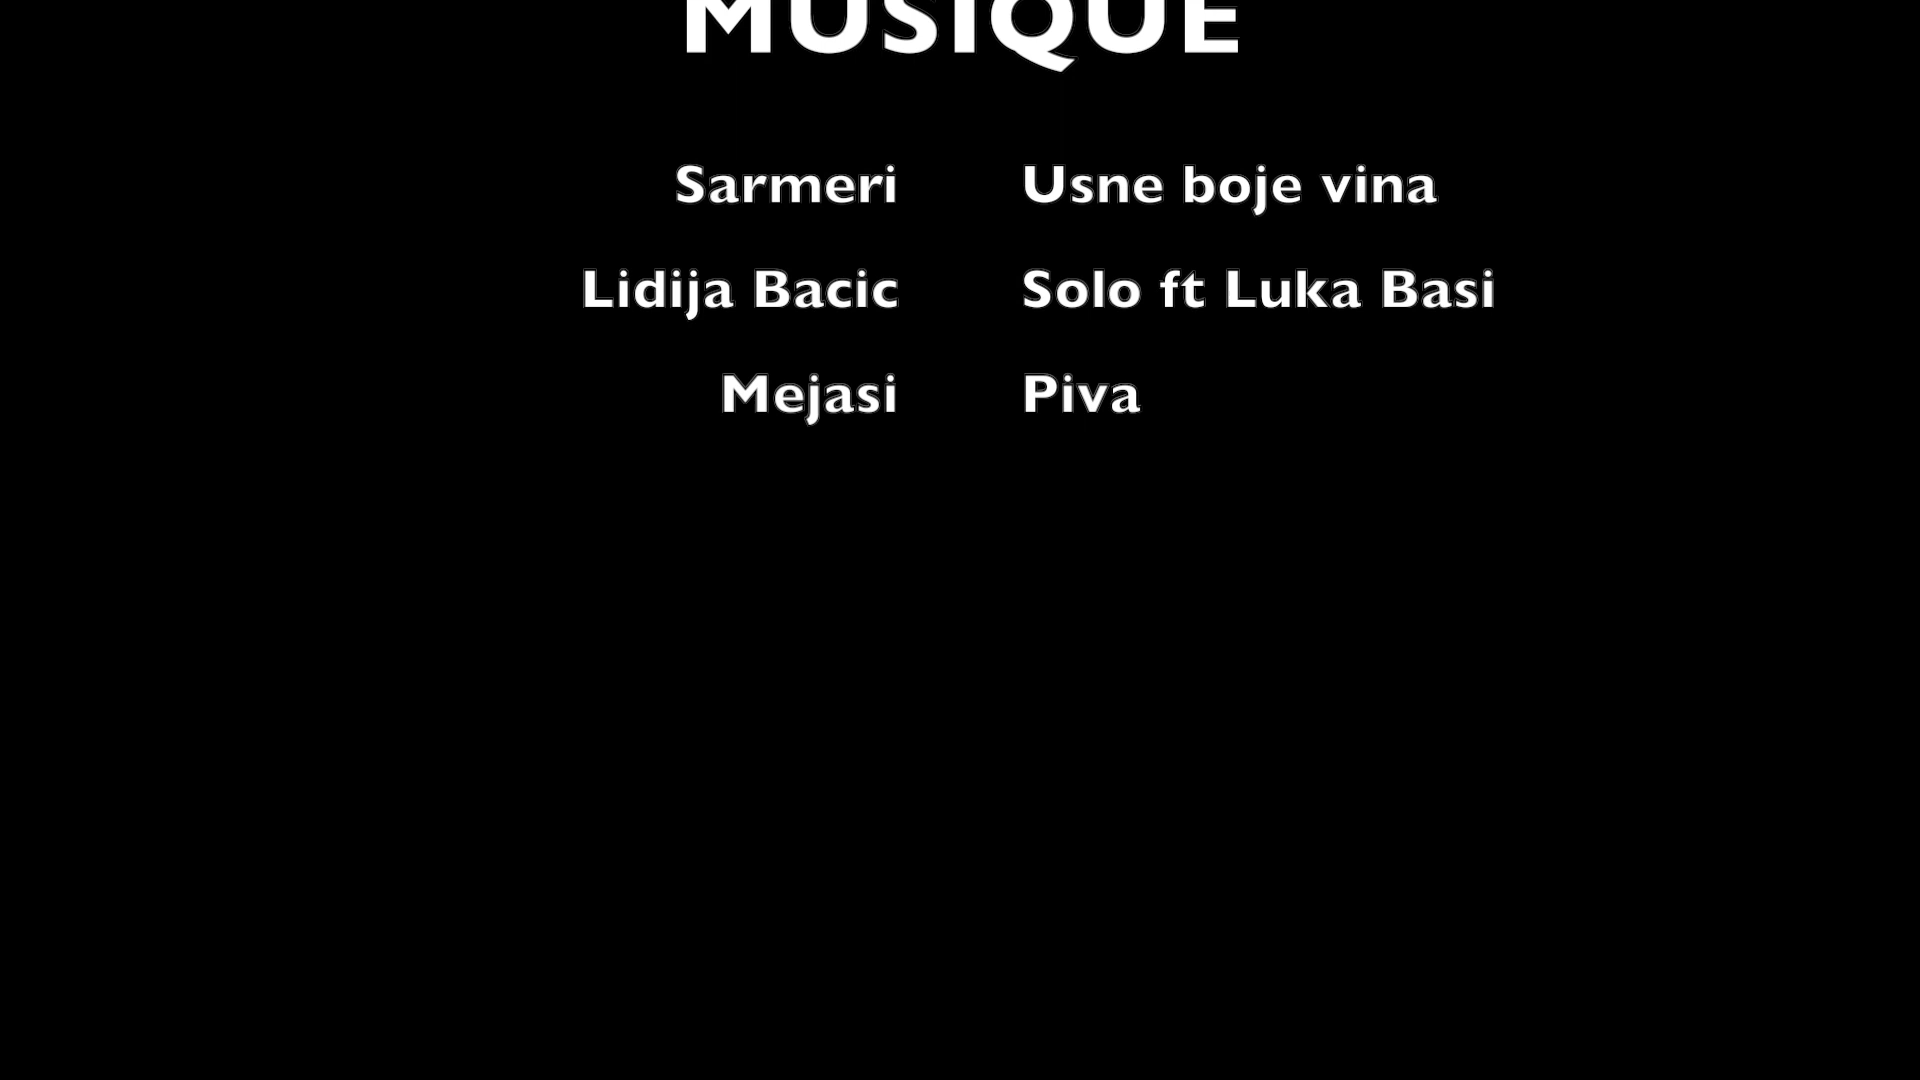 MUSIQUE
Sarmeri Usne boje vina
Lidija Bacic Solo ft Luka Basi
Mejasi Piva